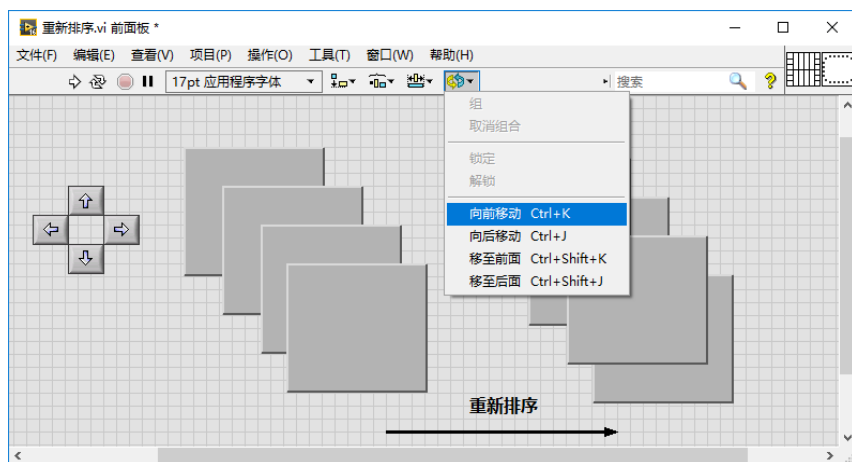 重新排序.vi 前面板 *
文件(F) 编辑(E) 查看(V) 项目(P) 操作(O) 工具(T) 窗口(W) 帮助(H)
17pt 应用程序字体 搜索
组
取消组合
锁定
解锁
向前移动 Ctrl+K
向后移动 Ctrl+J
移至前面 Ctrl+Shift+K
移至后面 Ctrl+Shift+J
重新排序